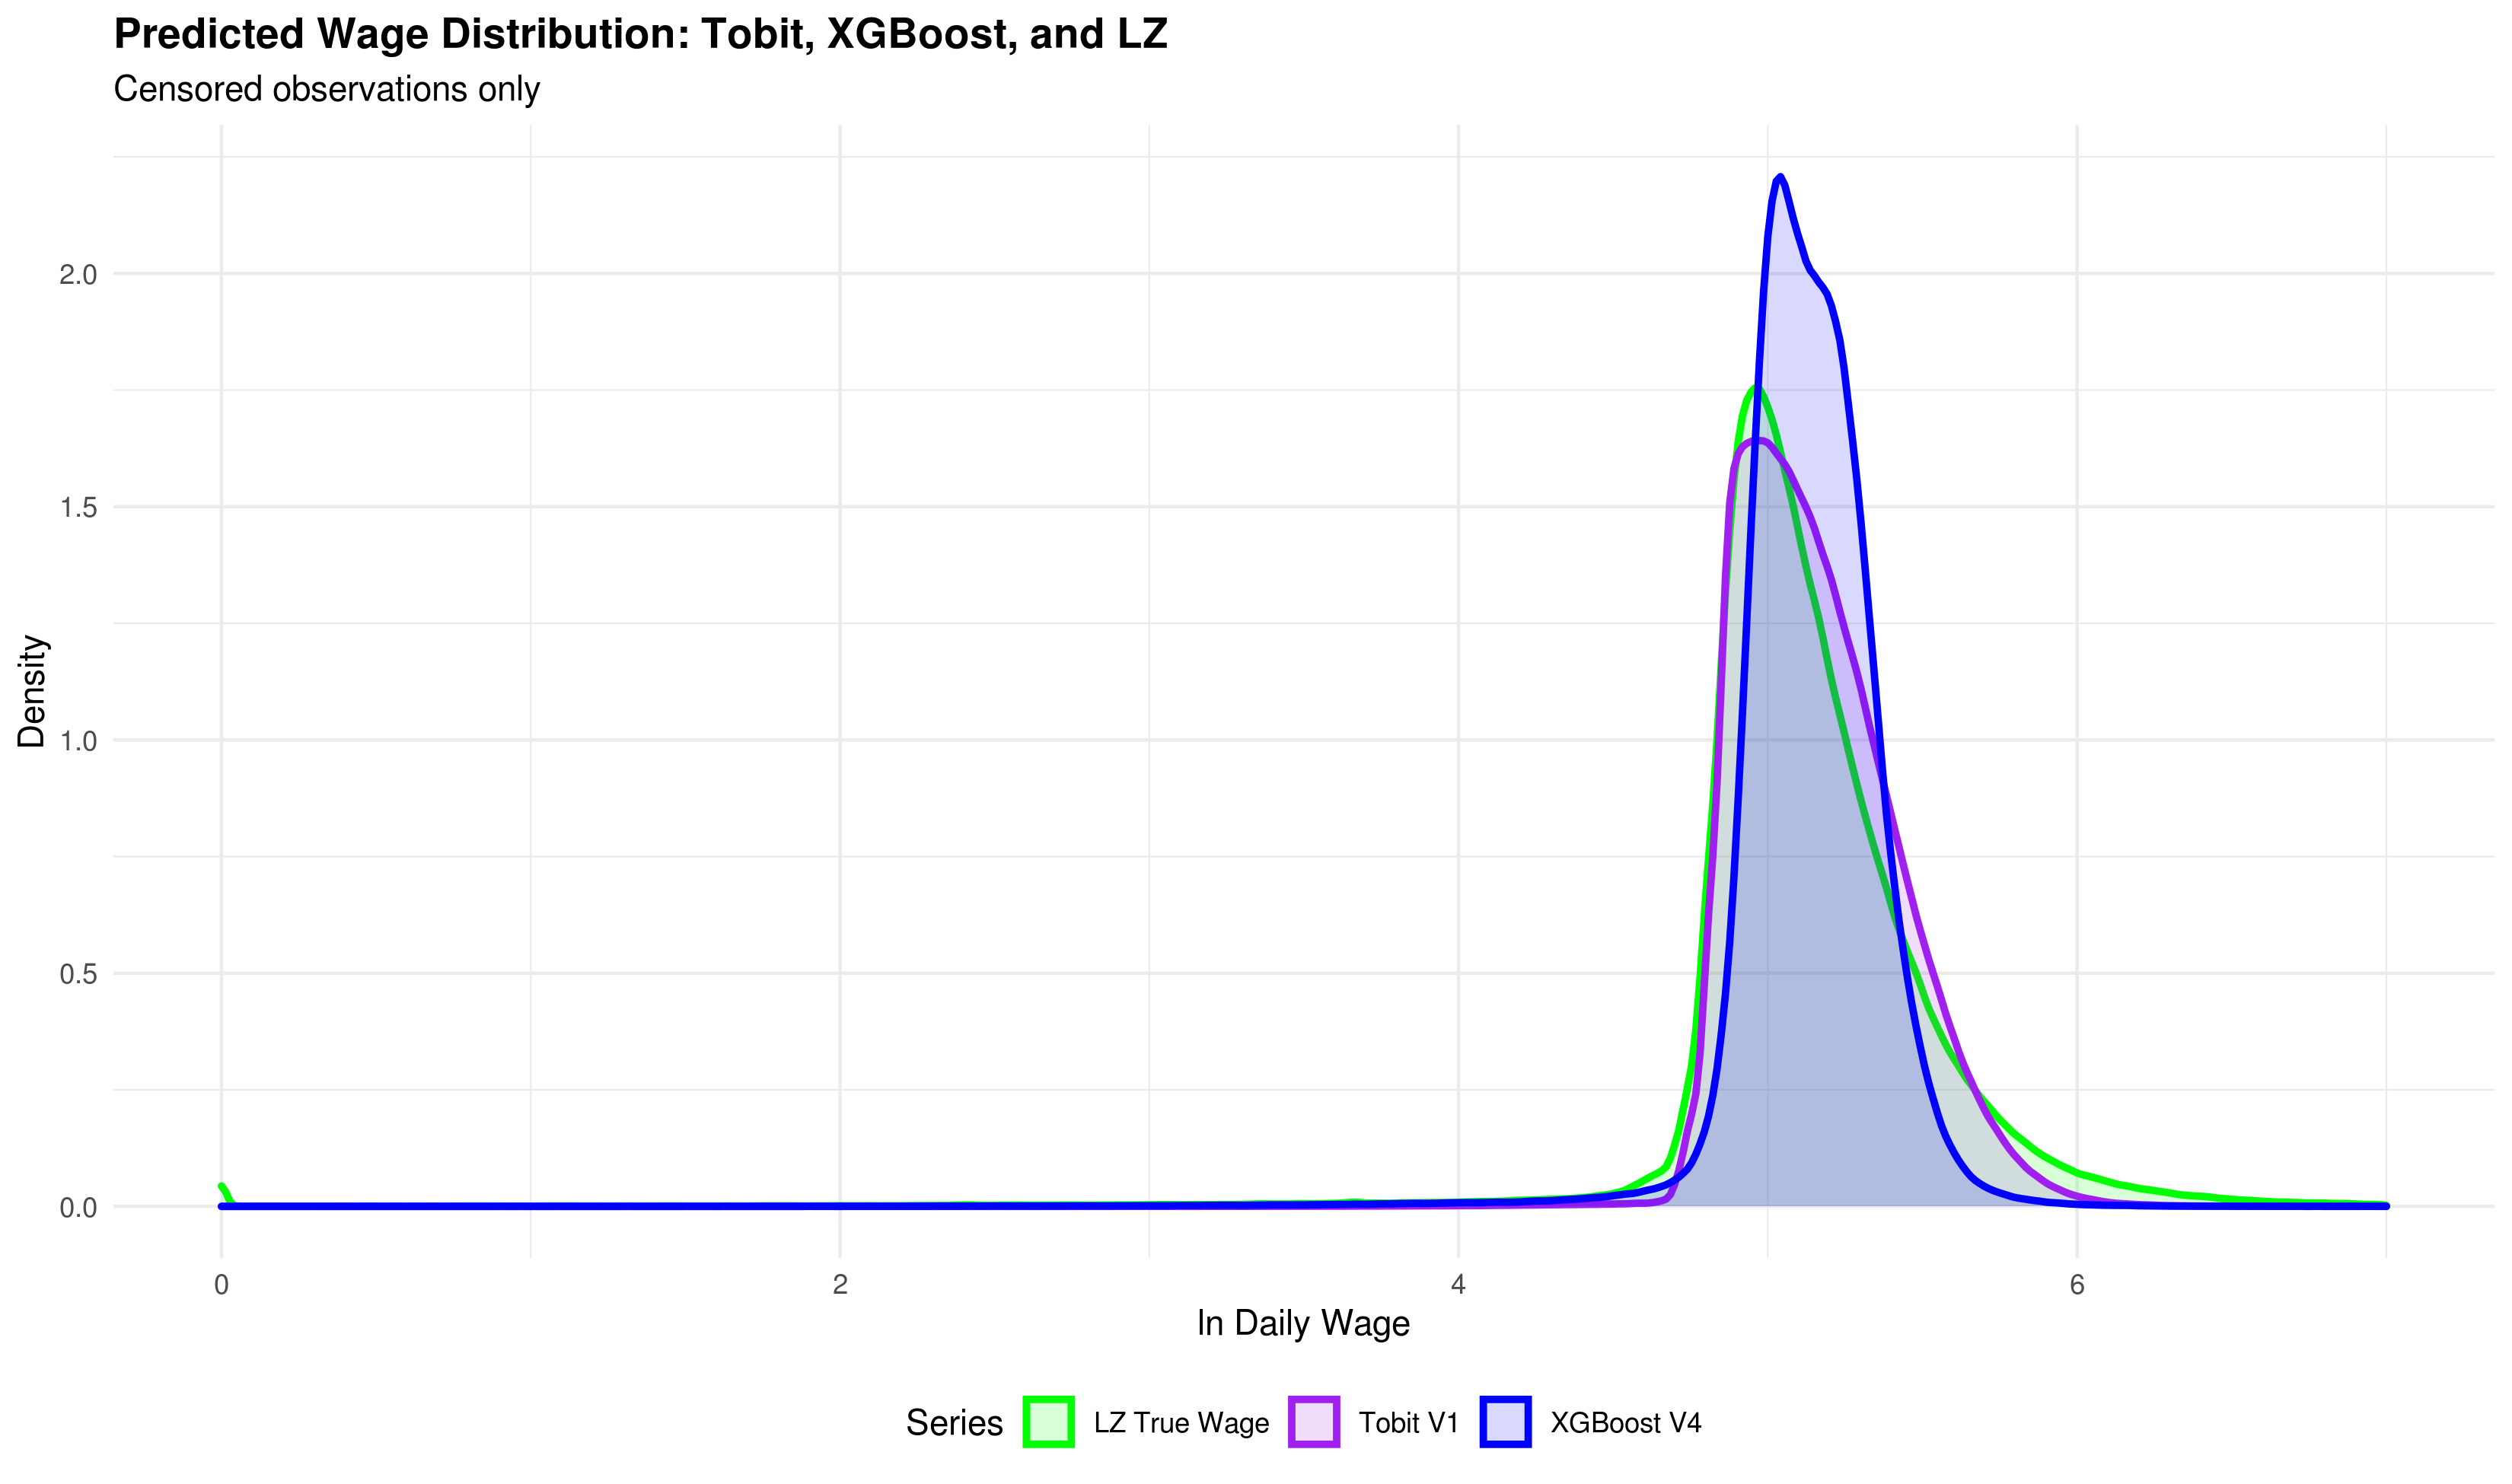 Predicted Wage Distribution: Tobit, XGBoost, and LZ
Censored observations only
Density
2.0
1.5
1.0
0.5
0.0
0 2 4 6
ln Daily Wage
Series LZ True Wage Tobit V1 XGBoost V4